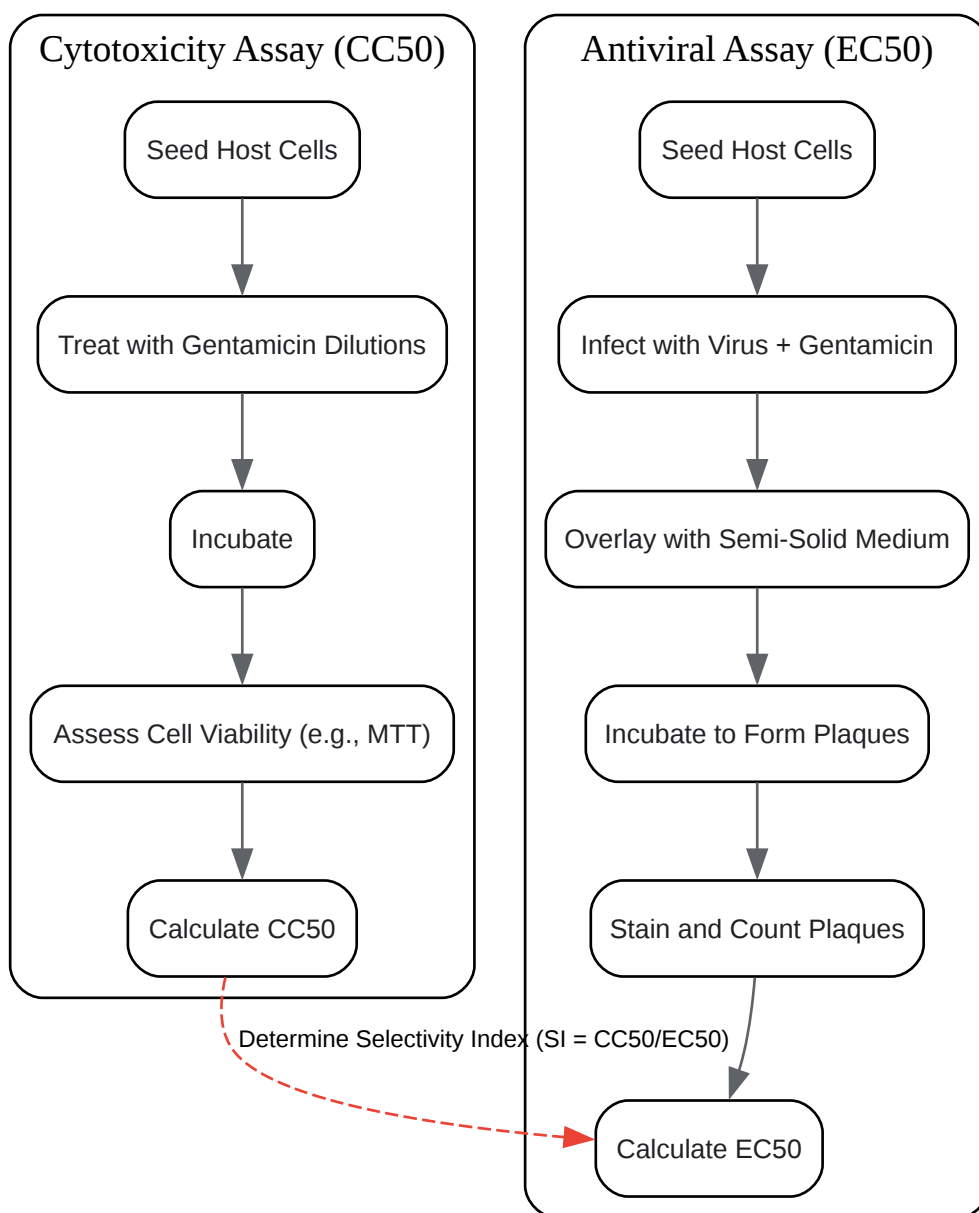 Cytotoxicity Assay (CC50)
Seed Host Cells
Treat with Gentamicin Dilutions
Incubate
Assess Cell Viability (e.g., MTT)
Calculate CC50
Determine Selectivity Index (SI = CC50/EC50)
Antiviral Assay (EC50)
Seed Host Cells
Infect with Virus + Gentamicin
Overlay with Semi-Solid Medium
Incubate to Form Plaques
Stain and Count Plaques
Calculate EC50